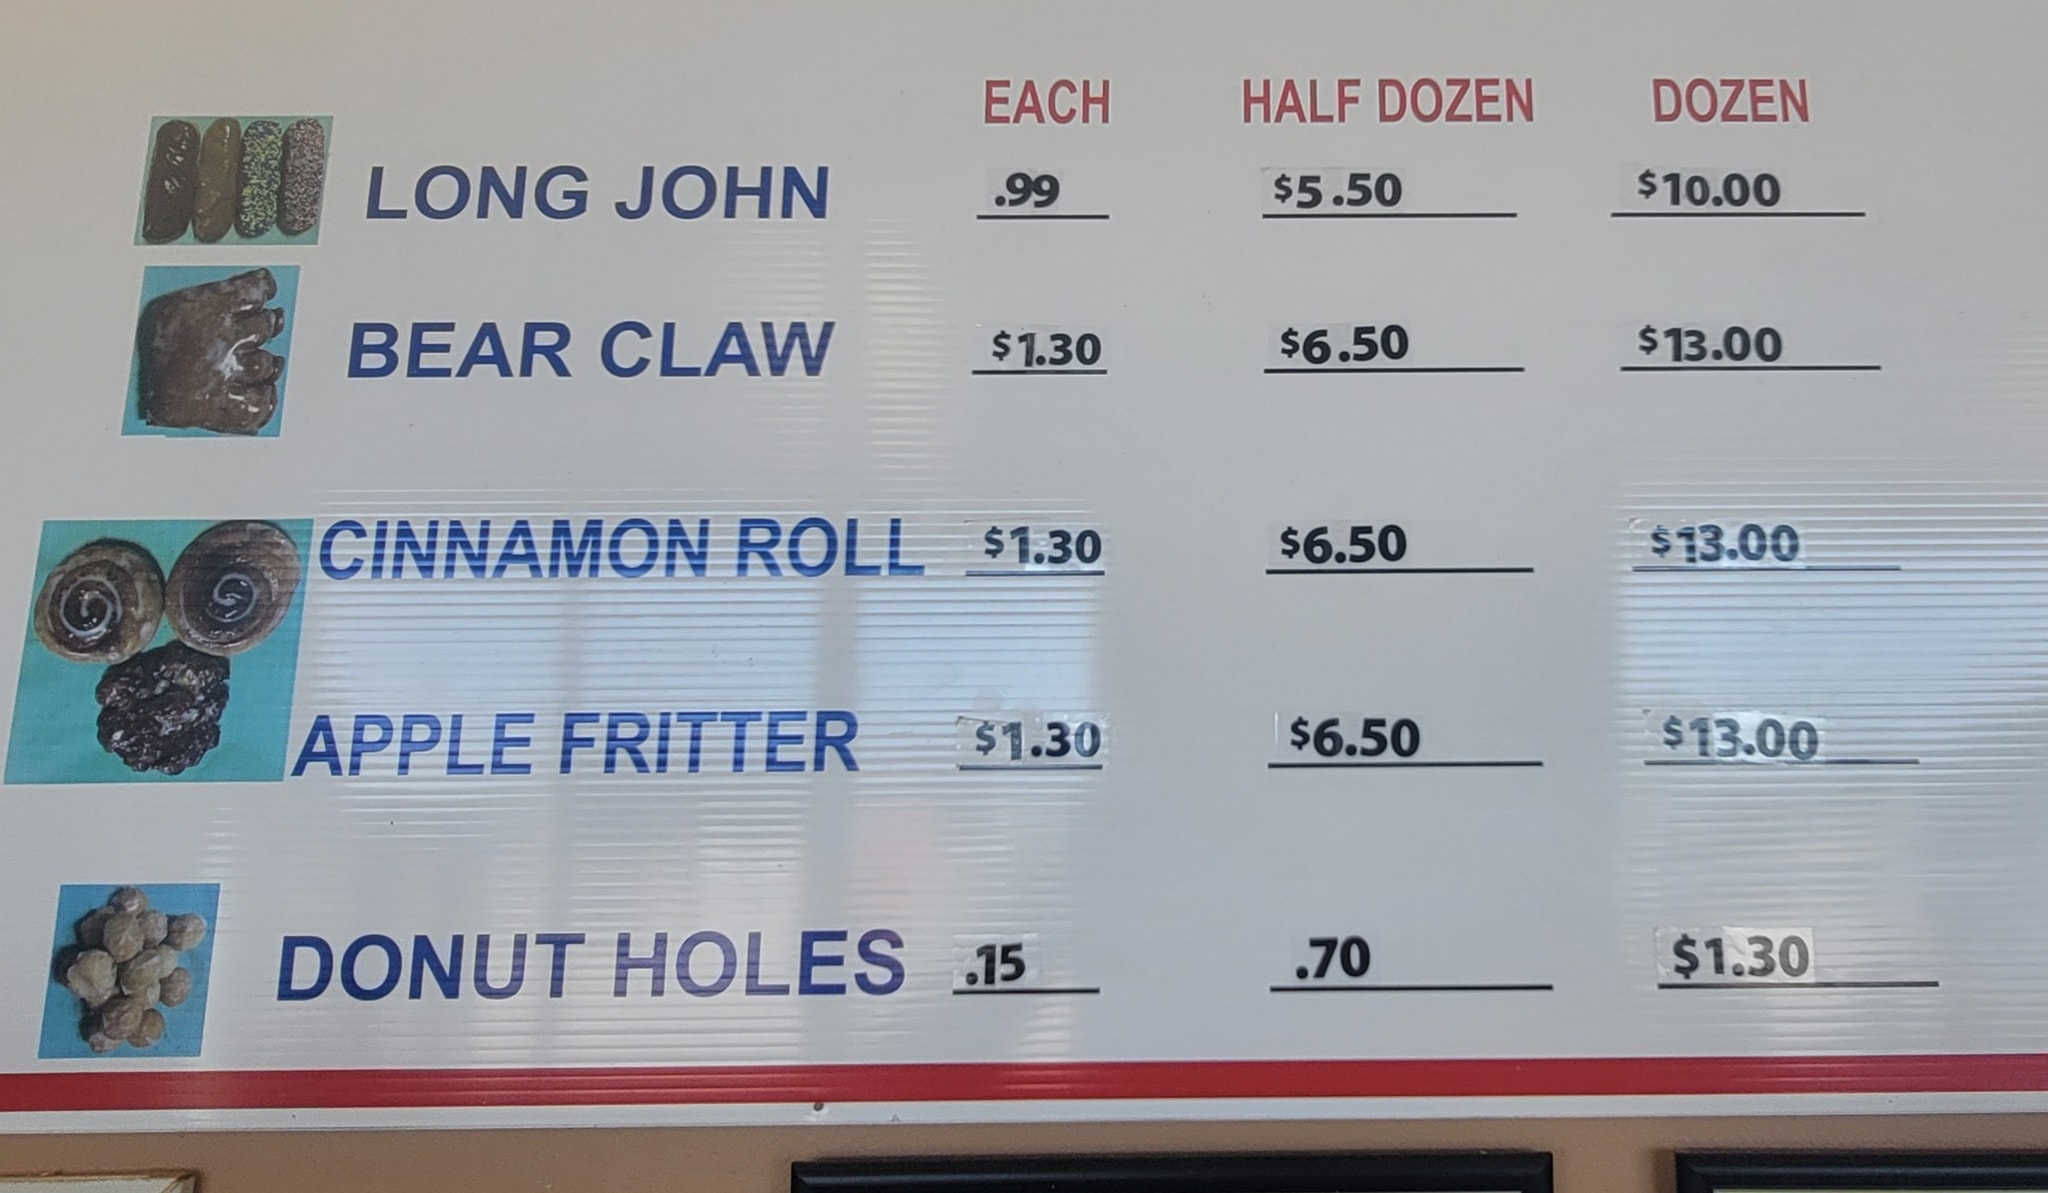 EACH HALF DOZEN DOZEN
LONG JOHN .99 $5.50 $10.00
BEAR CLAW $1.30 $6.50 $13.00
CINNAMON ROLL $1.30 $6.50 $13.00
APPLE FRITTER $1.30 $6.50 $13.00
DONUT HOLES .15 .70 $1.30